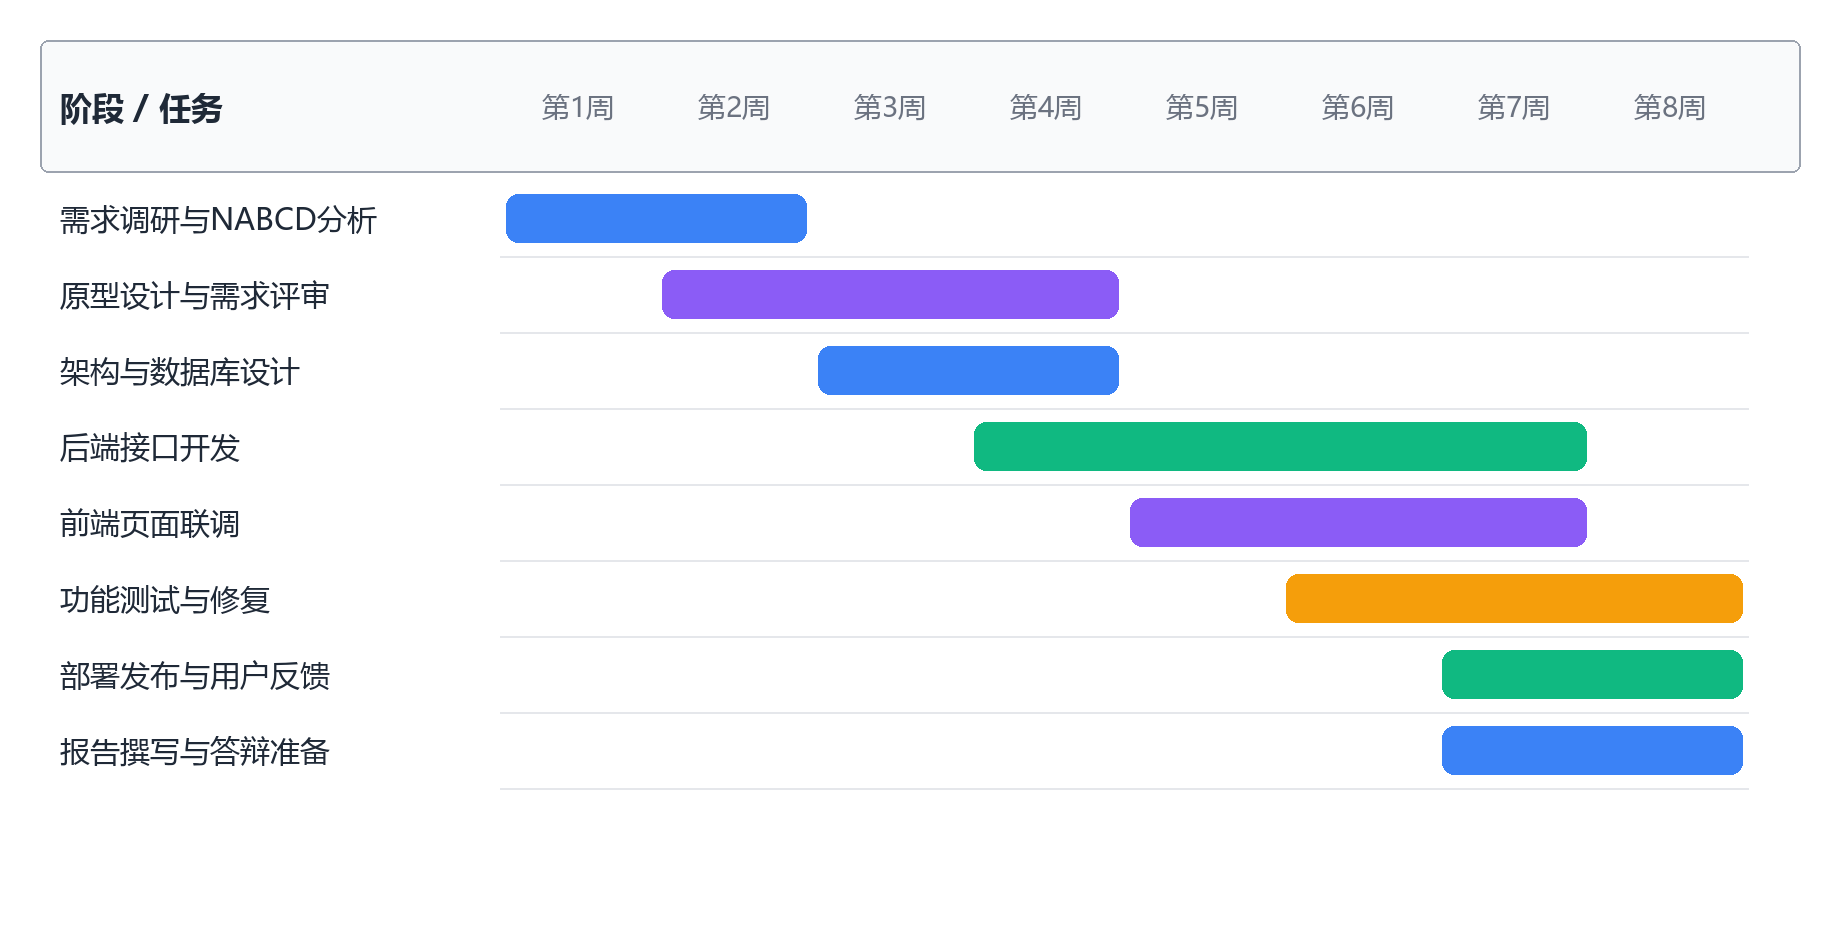 阶段 / 任务 第1周 第2周 第3周 第4周 第5周 第6周 第7周 第8周
需求调研与NABCD分析
原型设计与需求评审
架构与数据库设计
后端接口开发
前端页面联调
功能测试与修复
部署发布与用户反馈
报告撰写与答辩准备